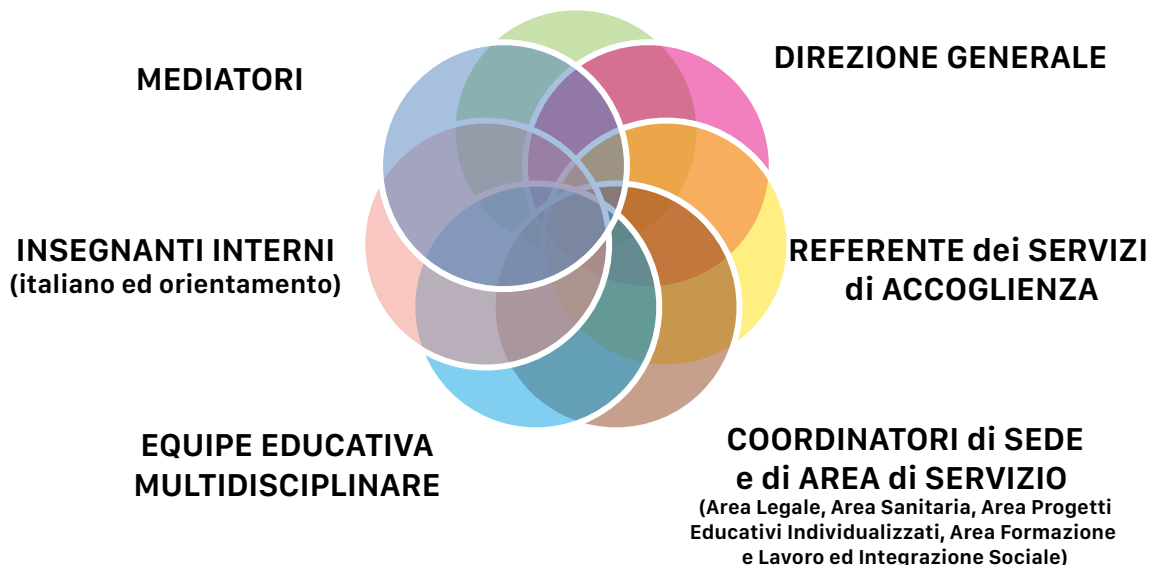 MEDIATORI
DIREZIONE GENERALE
INSEGNANTI INTERNI
(italiano ed orientamento)
REFERENTE dei SERVIZI
di ACCOGLIENZA
EQUIPE EDUCATIVA
MULTIDISCIPLINARE
COORDINATORI di SEDE
e di AREA di SERVIZIO
(Area Legale, Area Sanitaria, Area Progetti
Educativi Individualizzati, Area Formazione
e Lavoro ed Integrazione Sociale)